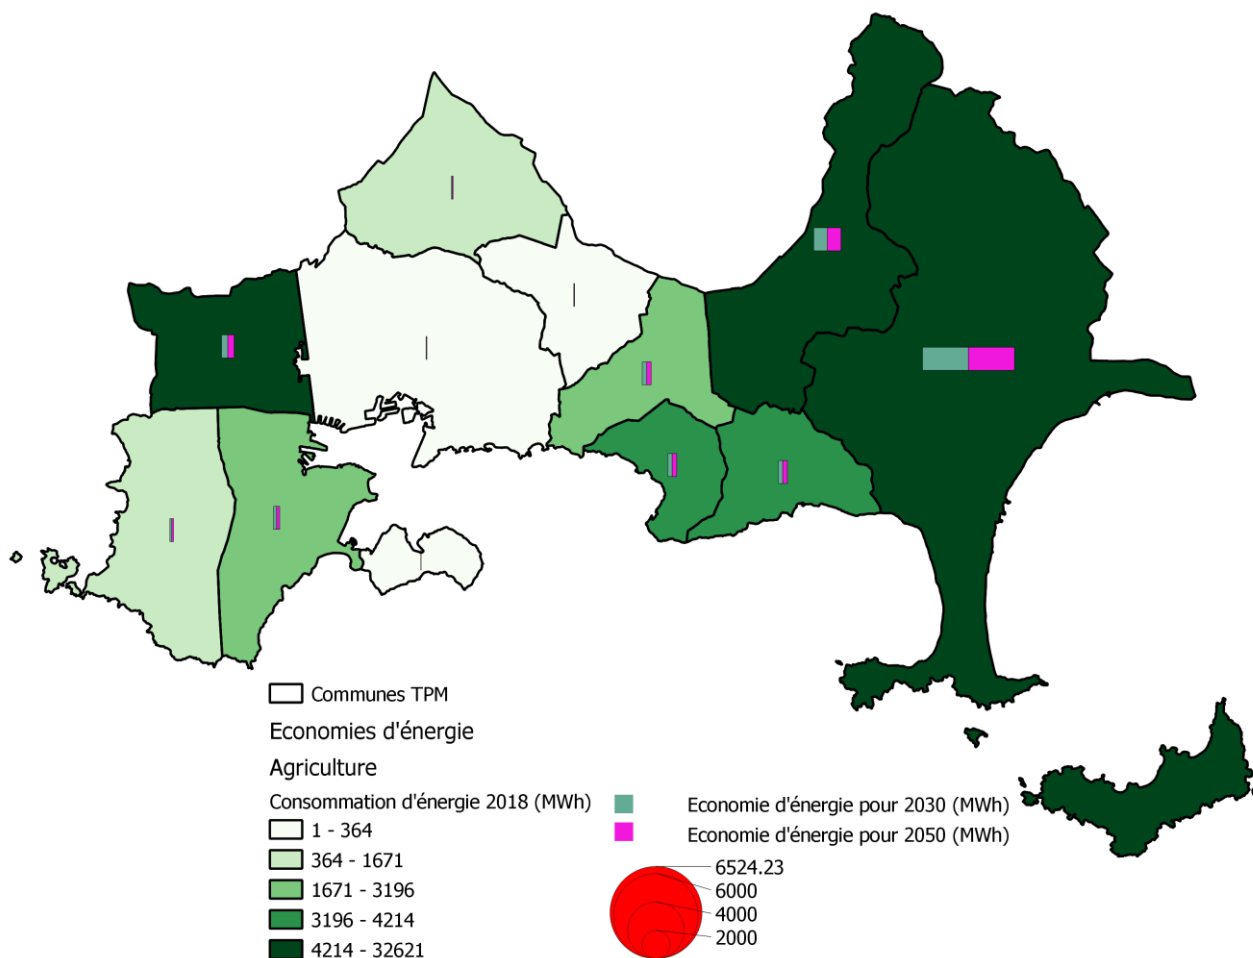 Communes TPM
Economies d'énergie
Agriculture
Consommation d'énergie 2018 (MWh)
1 - 364
364 - 1671
1671 - 3196
3196 - 4214
4214 - 32621
Economie d'énergie pour 2030 (MWh)
Economie d'énergie pour 2050 (MWh)
6524.23
6000
4000
2000